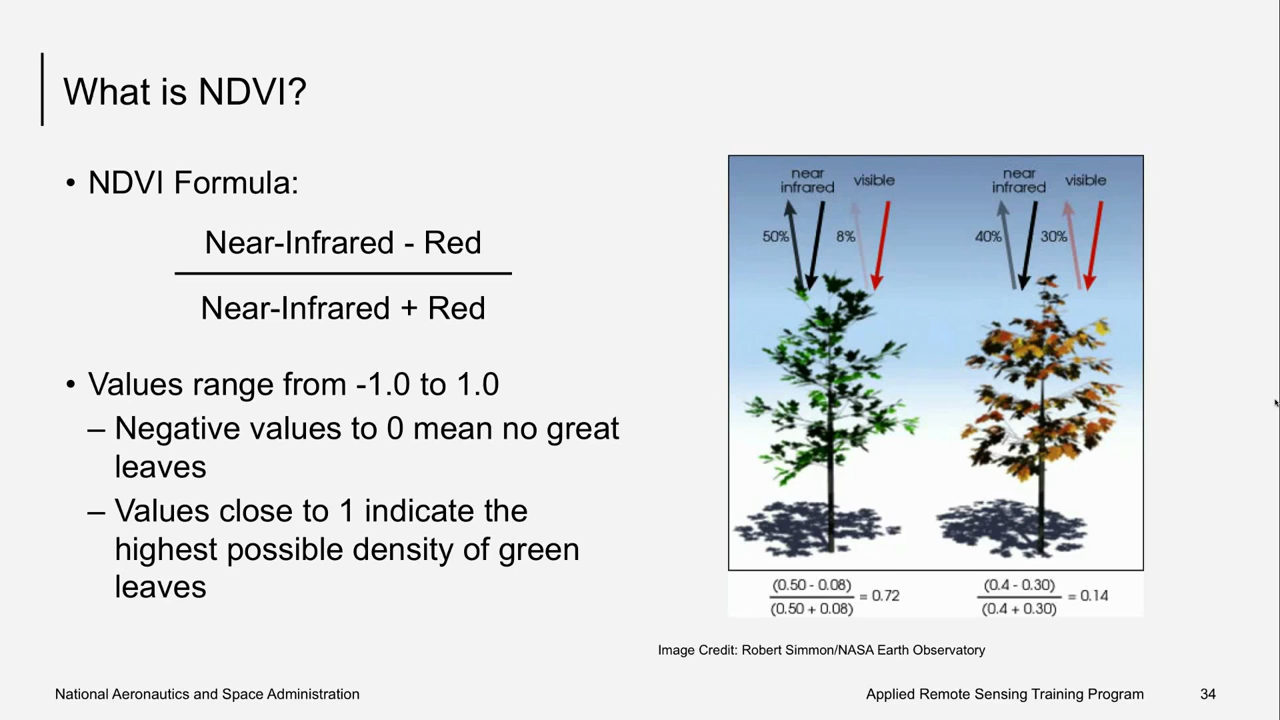 What is NDVI?
• NDVI Formula:
Near-Infrared - Red
Near-Infrared + Red
• Values range from -1.0 to 1.0
– Negative values to 0 mean no great
leaves
– Values close to 1 indicate the
highest possible density of green
leaves
near
infrared
visible
50%
8%
near
infrared
visible
40%
30%
(0.50 - 0.08)
(0.50 + 0.08)
= 0.72
(0.4 - 0.30)
(0.4 + 0.30)
= 0.14
Image Credit: Robert Simmon/NASA Earth Observatory
National Aeronautics and Space Administration
Applied Remote Sensing Training Program
34